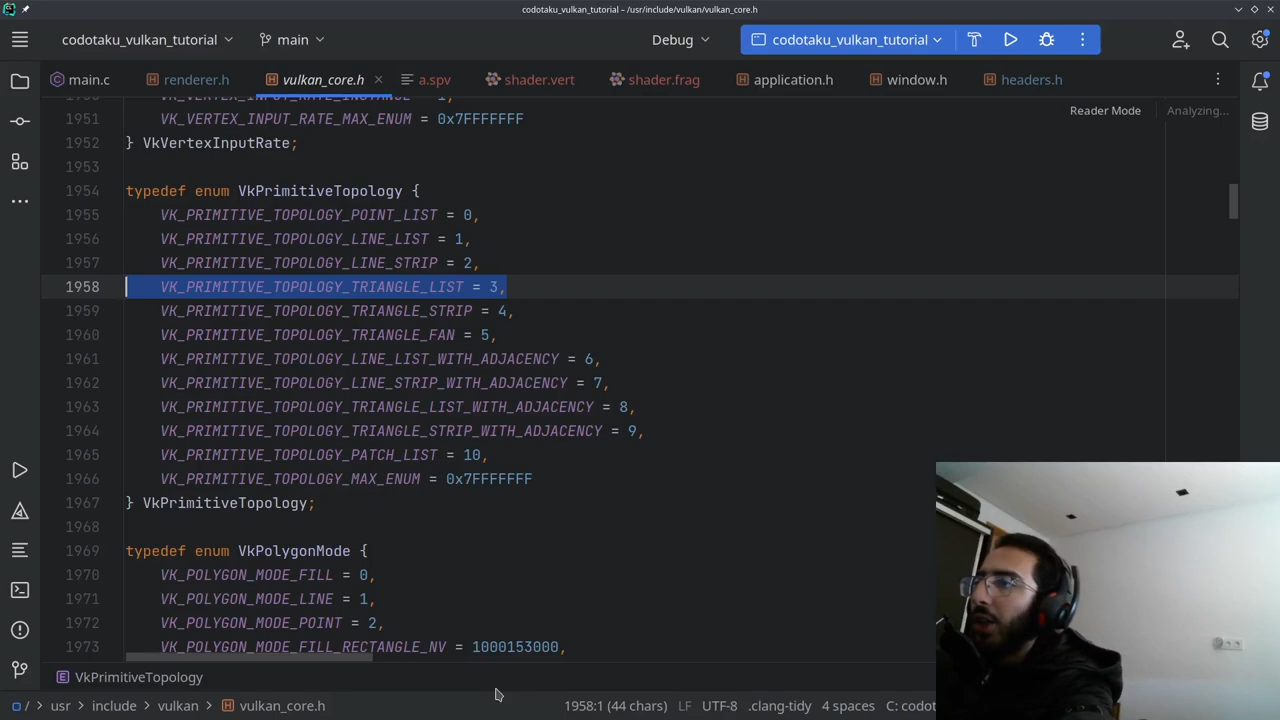 codotaku_vulkan_tutorial – /usr/include/vulkan/vulkan_core.h
codotaku_vulkan_tutorial main Debug codotaku_vulkan_tutorial
main.c renderer.h vulkan_core.h a.spv shader.vert shader.frag application.h window.h headers.h
Reader Mode Analyzing...
1951 VK_VERTEX_INPUT_RATE_MAX_ENUM = 0x7FFFFFFF
1952 } VkVertexInputRate;
1953
1954 typedef enum VkPrimitiveTopology {
1955 VK_PRIMITIVE_TOPOLOGY_POINT_LIST = 0,
1956 VK_PRIMITIVE_TOPOLOGY_LINE_LIST = 1,
1957 VK_PRIMITIVE_TOPOLOGY_LINE_STRIP = 2,
1958 VK_PRIMITIVE_TOPOLOGY_TRIANGLE_LIST = 3,
1959 VK_PRIMITIVE_TOPOLOGY_TRIANGLE_STRIP = 4,
1960 VK_PRIMITIVE_TOPOLOGY_TRIANGLE_FAN = 5,
1961 VK_PRIMITIVE_TOPOLOGY_LINE_LIST_WITH_ADJACENCY = 6,
1962 VK_PRIMITIVE_TOPOLOGY_LINE_STRIP_WITH_ADJACENCY = 7,
1963 VK_PRIMITIVE_TOPOLOGY_TRIANGLE_LIST_WITH_ADJACENCY = 8,
1964 VK_PRIMITIVE_TOPOLOGY_TRIANGLE_STRIP_WITH_ADJACENCY = 9,
1965 VK_PRIMITIVE_TOPOLOGY_PATCH_LIST = 10,
1966 VK_PRIMITIVE_TOPOLOGY_MAX_ENUM = 0x7FFFFFFF
1967 } VkPrimitiveTopology;
1968
1969 typedef enum VkPolygonMode {
1970 VK_POLYGON_MODE_FILL = 0,
1971 VK_POLYGON_MODE_LINE = 1,
1972 VK_POLYGON_MODE_POINT = 2,
1973 VK_POLYGON_MODE_FILL_RECTANGLE_NV = 1000153000,
E VkPrimitiveTopology
/ usr include vulkan vulkan_core.h 1958:1 (44 chars) LF UTF-8 .clang-tidy 4 spaces C: codot